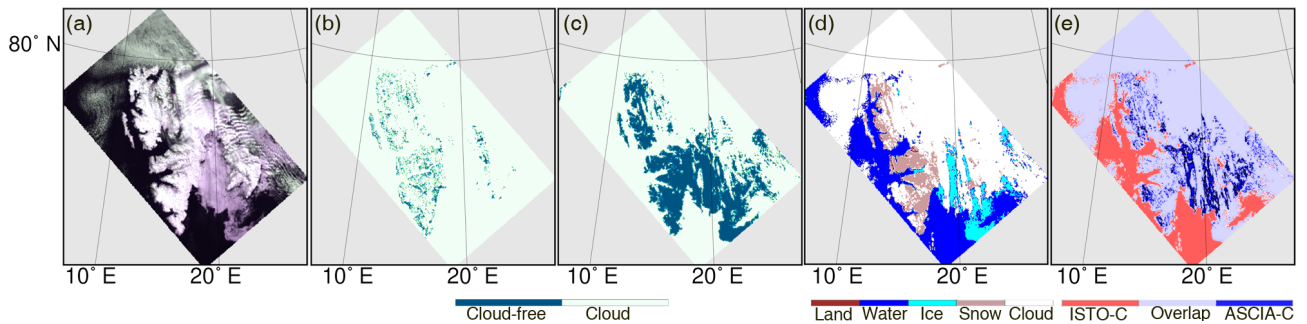 (a) (b) (c) (d) (e)
80° N
10° E 20° E 10° E 20° E 10° E 20° E 10° E 20° E 10° E 20° E
Cloud-free Cloud Land Water Ice Snow Cloud ISTO-C Overlap ASCIA-C